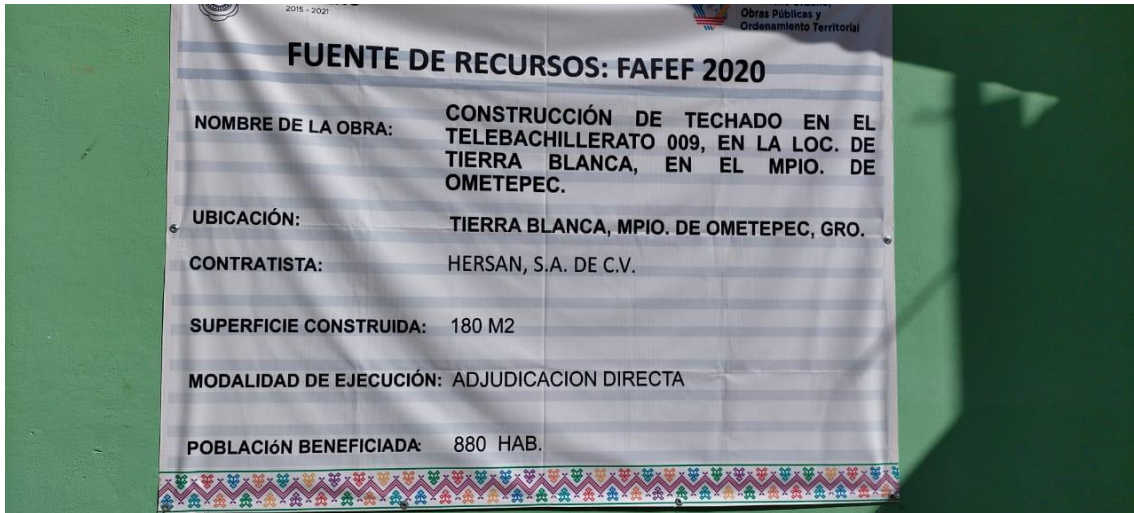 2015 - 2021
Obras Públicas y
Ordenamiento Territorial
FUENTE DE RECURSOS: FAFEF 2020
NOMBRE DE LA OBRA:
CONSTRUCCIÓN DE TECHADO EN EL
TELEBACHILLERATO 009, EN LA LOC. DE
TIERRA BLANCA, EN EL MPIO. DE
OMETEPEC.
UBICACIÓN: TIERRA BLANCA, MPIO. DE OMETEPEC, GRO.
CONTRATISTA: HERSAN, S.A. DE C.V.
SUPERFICIE CONSTRUIDA: 180 M2
MODALIDAD DE EJECUCIÓN: ADJUDICACION DIRECTA
POBLACIóN BENEFICIADA: 880 HAB.